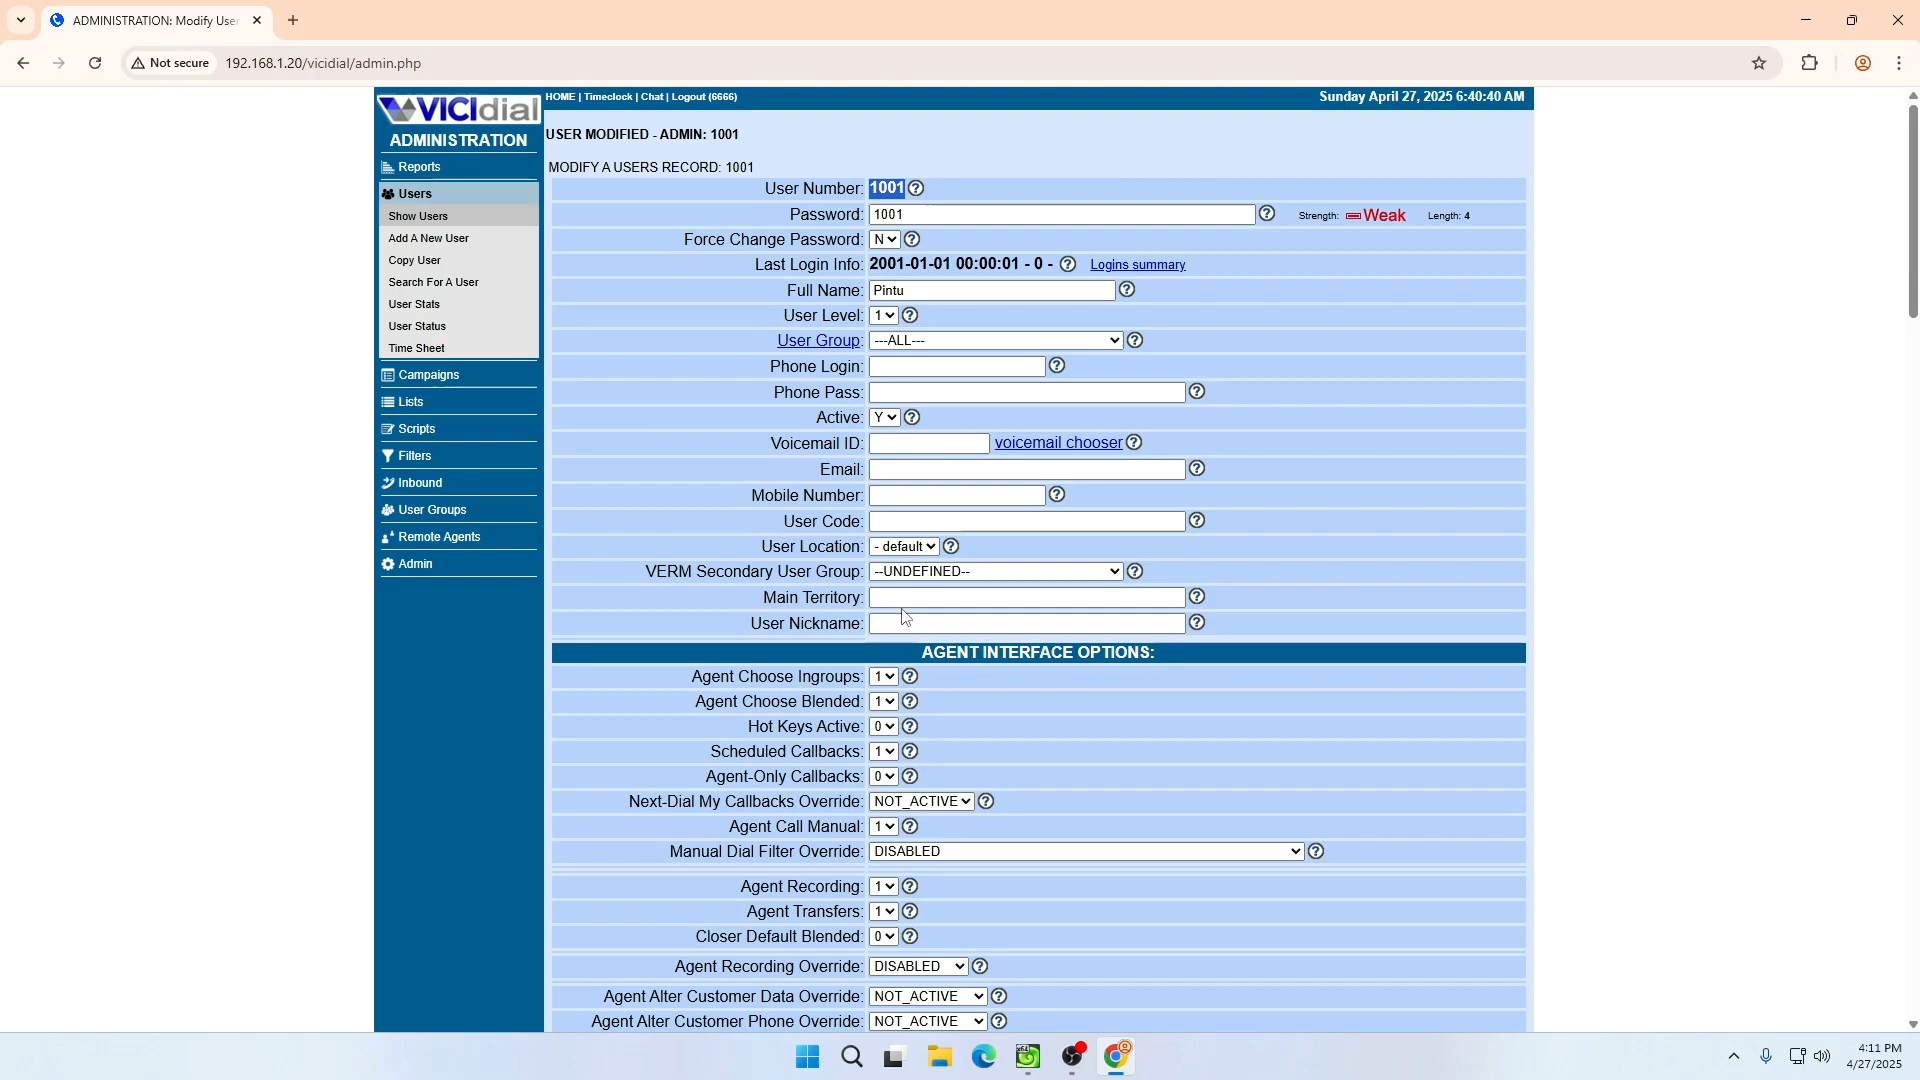 ADMINISTRATION: Modify User
Not secure
192.168.1.20/vicidial/admin.php
VICIdial
ADMINISTRATION
Reports
Users
Show Users
Add A New User
Copy User
Search For A User
User Stats
User Status
Time Sheet
Campaigns
Lists
Scripts
Filters
Inbound
User Groups
Remote Agents
Admin
HOME | Timeclock | Chat | Logout (6666)
Sunday April 27, 2025 6:40:40 AM
USER MODIFIED - ADMIN: 1001
MODIFY A USERS RECORD: 1001
User Number: 1001
Password: 1001 Strength: Weak Length: 4
Force Change Password: N
Last Login Info: 2001-01-01 00:00:01 - 0 - Logins summary
Full Name: Pintu
User Level: 1
User Group: ---ALL---
Phone Login:
Phone Pass:
Active: Y
Voicemail ID: voicemail chooser
Email:
Mobile Number:
User Code:
User Location: - default
VERM Secondary User Group: --UNDEFINED--
Main Territory:
User Nickname:
AGENT INTERFACE OPTIONS:
Agent Choose Ingroups: 1
Agent Choose Blended: 1
Hot Keys Active: 0
Scheduled Callbacks: 1
Agent-Only Callbacks: 0
Next-Dial My Callbacks Override: NOT_ACTIVE
Agent Call Manual: 1
Manual Dial Filter Override: DISABLED
Agent Recording: 1
Agent Transfers: 1
Closer Default Blended: 0
Agent Recording Override: DISABLED
Agent Alter Customer Data Override: NOT_ACTIVE
Agent Alter Customer Phone Override: NOT_ACTIVE
x64
4:11 PM
4/27/2025